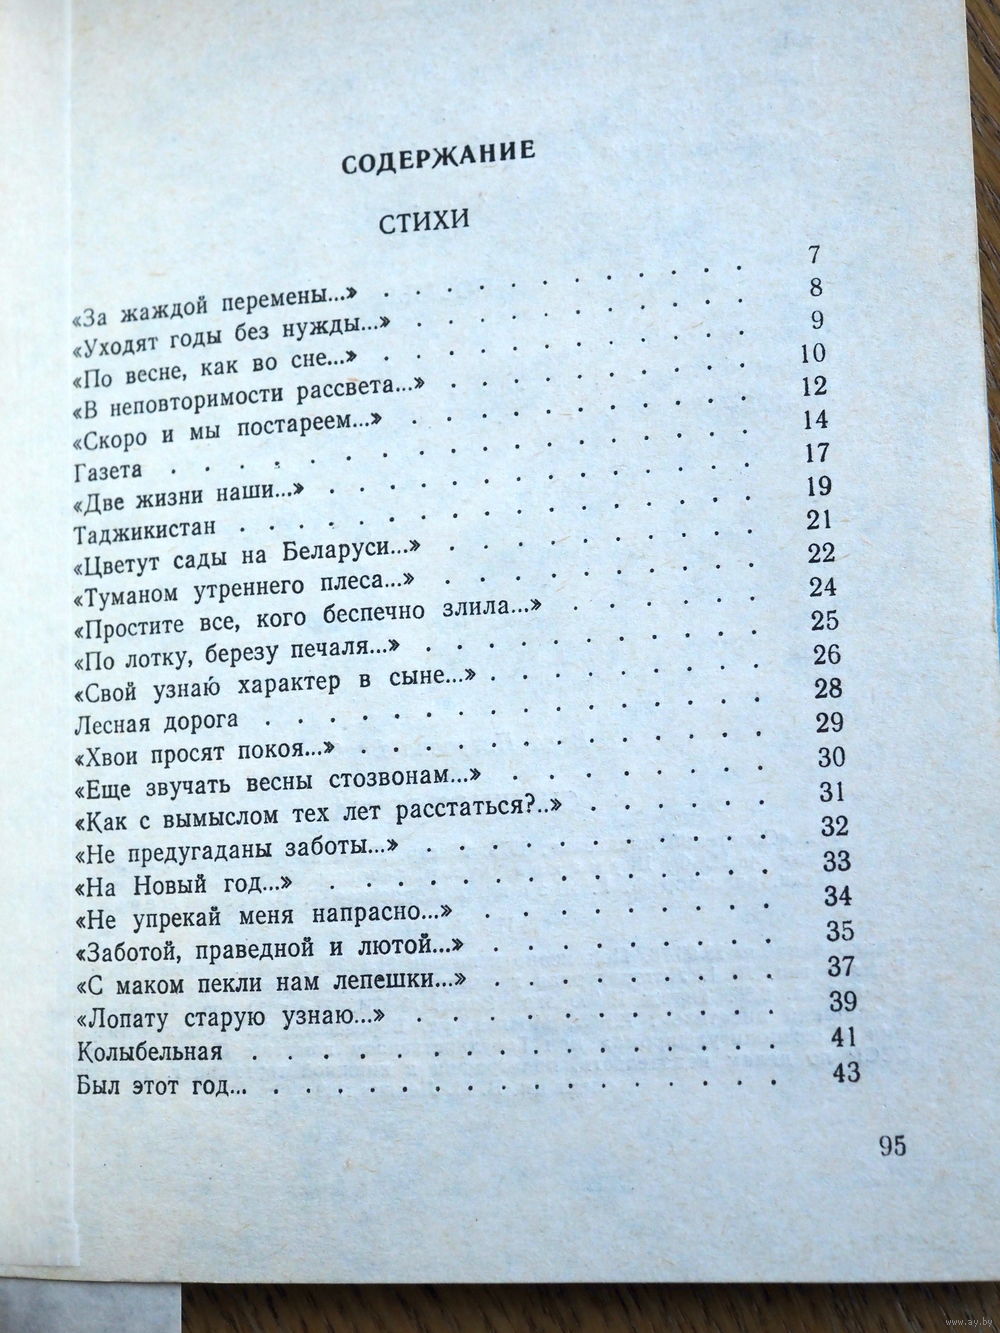 СОДЕРЖАНИЕ
СТИХИ
«За жаждой перемены...» . . . . . . . . . . . 7
«Уходят годы без нужды...» . . . . . . . . . . 8
«По весне, как во сне...» . . . . . . . . . . . 9
«В неповторимости рассвета...» . . . . . . . . . 10
«Скоро и мы постареем...» . . . . . . . . . . 12
Газета . . . . . . . . . . . . . . . . . 14
«Две жизни наши...» . . . . . . . . . . . . 17
Таджикистан . . . . . . . . . . . . . . . 19
«Цветут сады на Беларуси...» . . . . . . . . . 21
«Туманом утреннего плеса...» . . . . . . . . . 22
«Простите все, кого беспечно злила...» . . . . . . 24
«По лотку, березу печаля...» . . . . . . . . . . 25
«Свой узнаю характер в сыне...» . . . . . . . . 26
Лесная дорога . . . . . . . . . . . . . . 28
«Хвои просят покоя...» . . . . . . . . . . . . 29
«Еще звучать весны стозвонам...» . . . . . . . . 30
«Как с вымыслом тех лет расстаться?..» . . . . . . 31
«Не предугаданы заботы...» . . . . . . . . . . 32
«На Новый год...» . . . . . . . . . . . . . 33
«Не упрекай меня напрасно...» . . . . . . . . . 34
«Заботой, праведной и лютой...» . . . . . . . . 35
«С маком пекли нам лепешки...» . . . . . . . . 37
«Лопату старую узнаю...» . . . . . . . . . . . 39
Колыбельная . . . . . . . . . . . . . . . 41
Был этот год... . . . . . . . . . . . . . . 43
95
www.ay.by